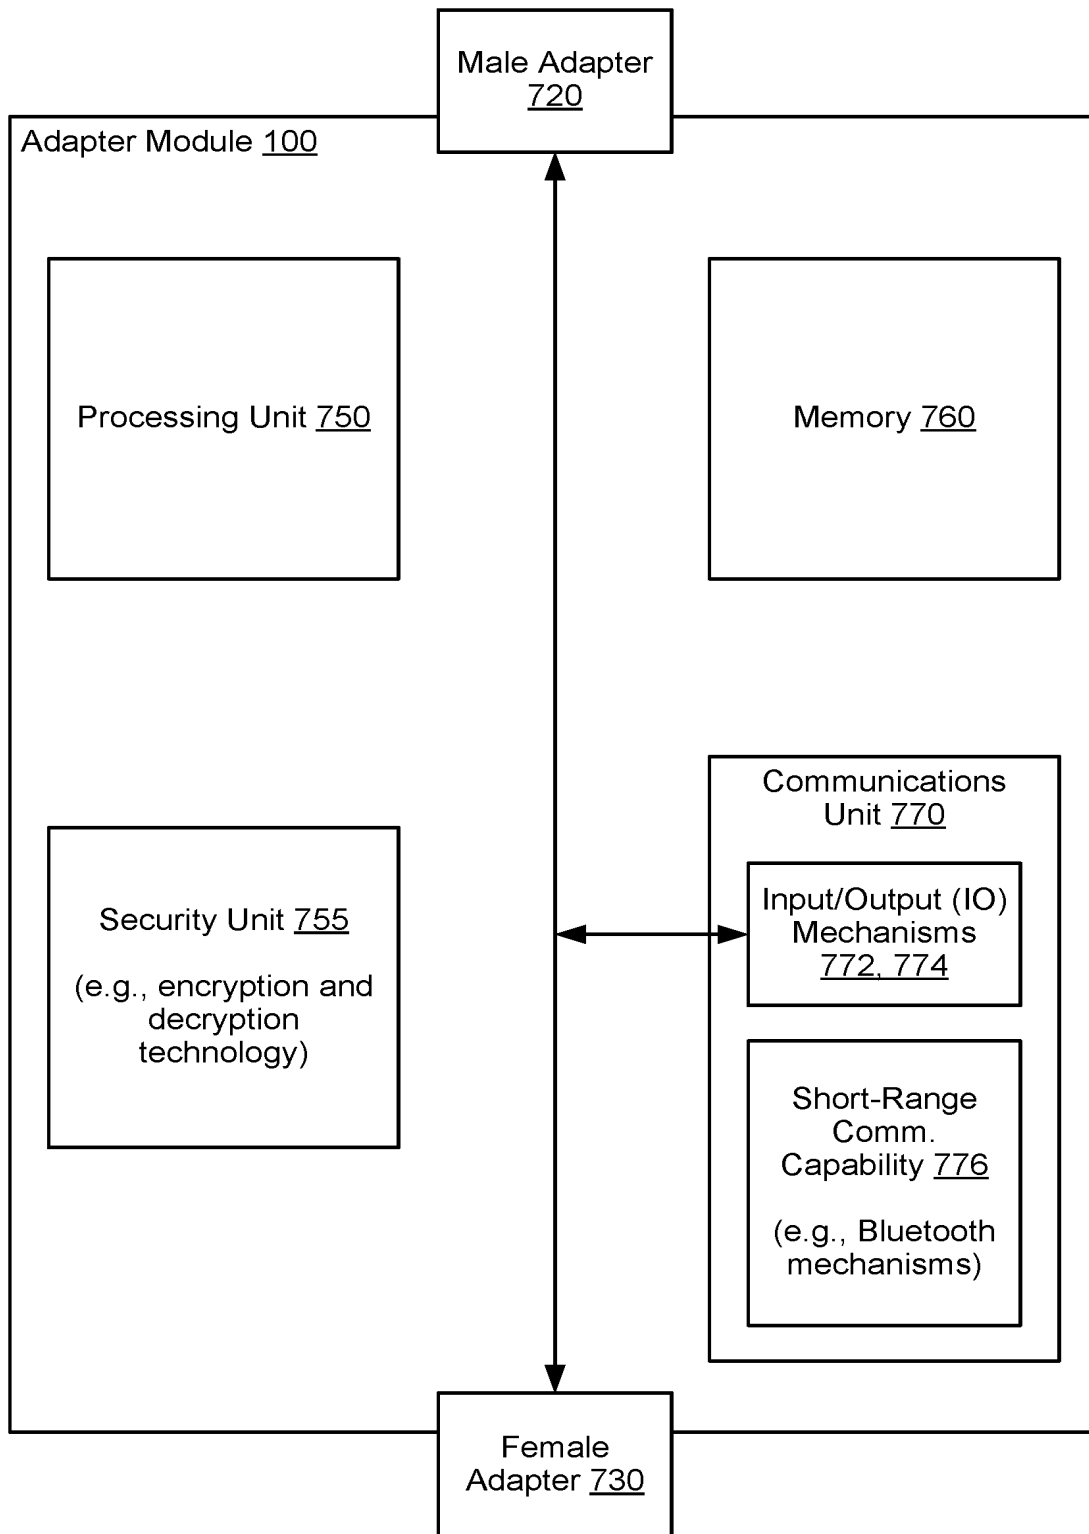 Male Adapter
720
Adapter Module 100
Processing Unit 750
Memory 760
Communications
Unit 770
Input/Output (IO)
Mechanisms
772, 774
Security Unit 755
(e.g., encryption and
decryption
technology)
Short-Range
Comm.
Capability 776
(e.g., Bluetooth
mechanisms)
Female
Adapter 730